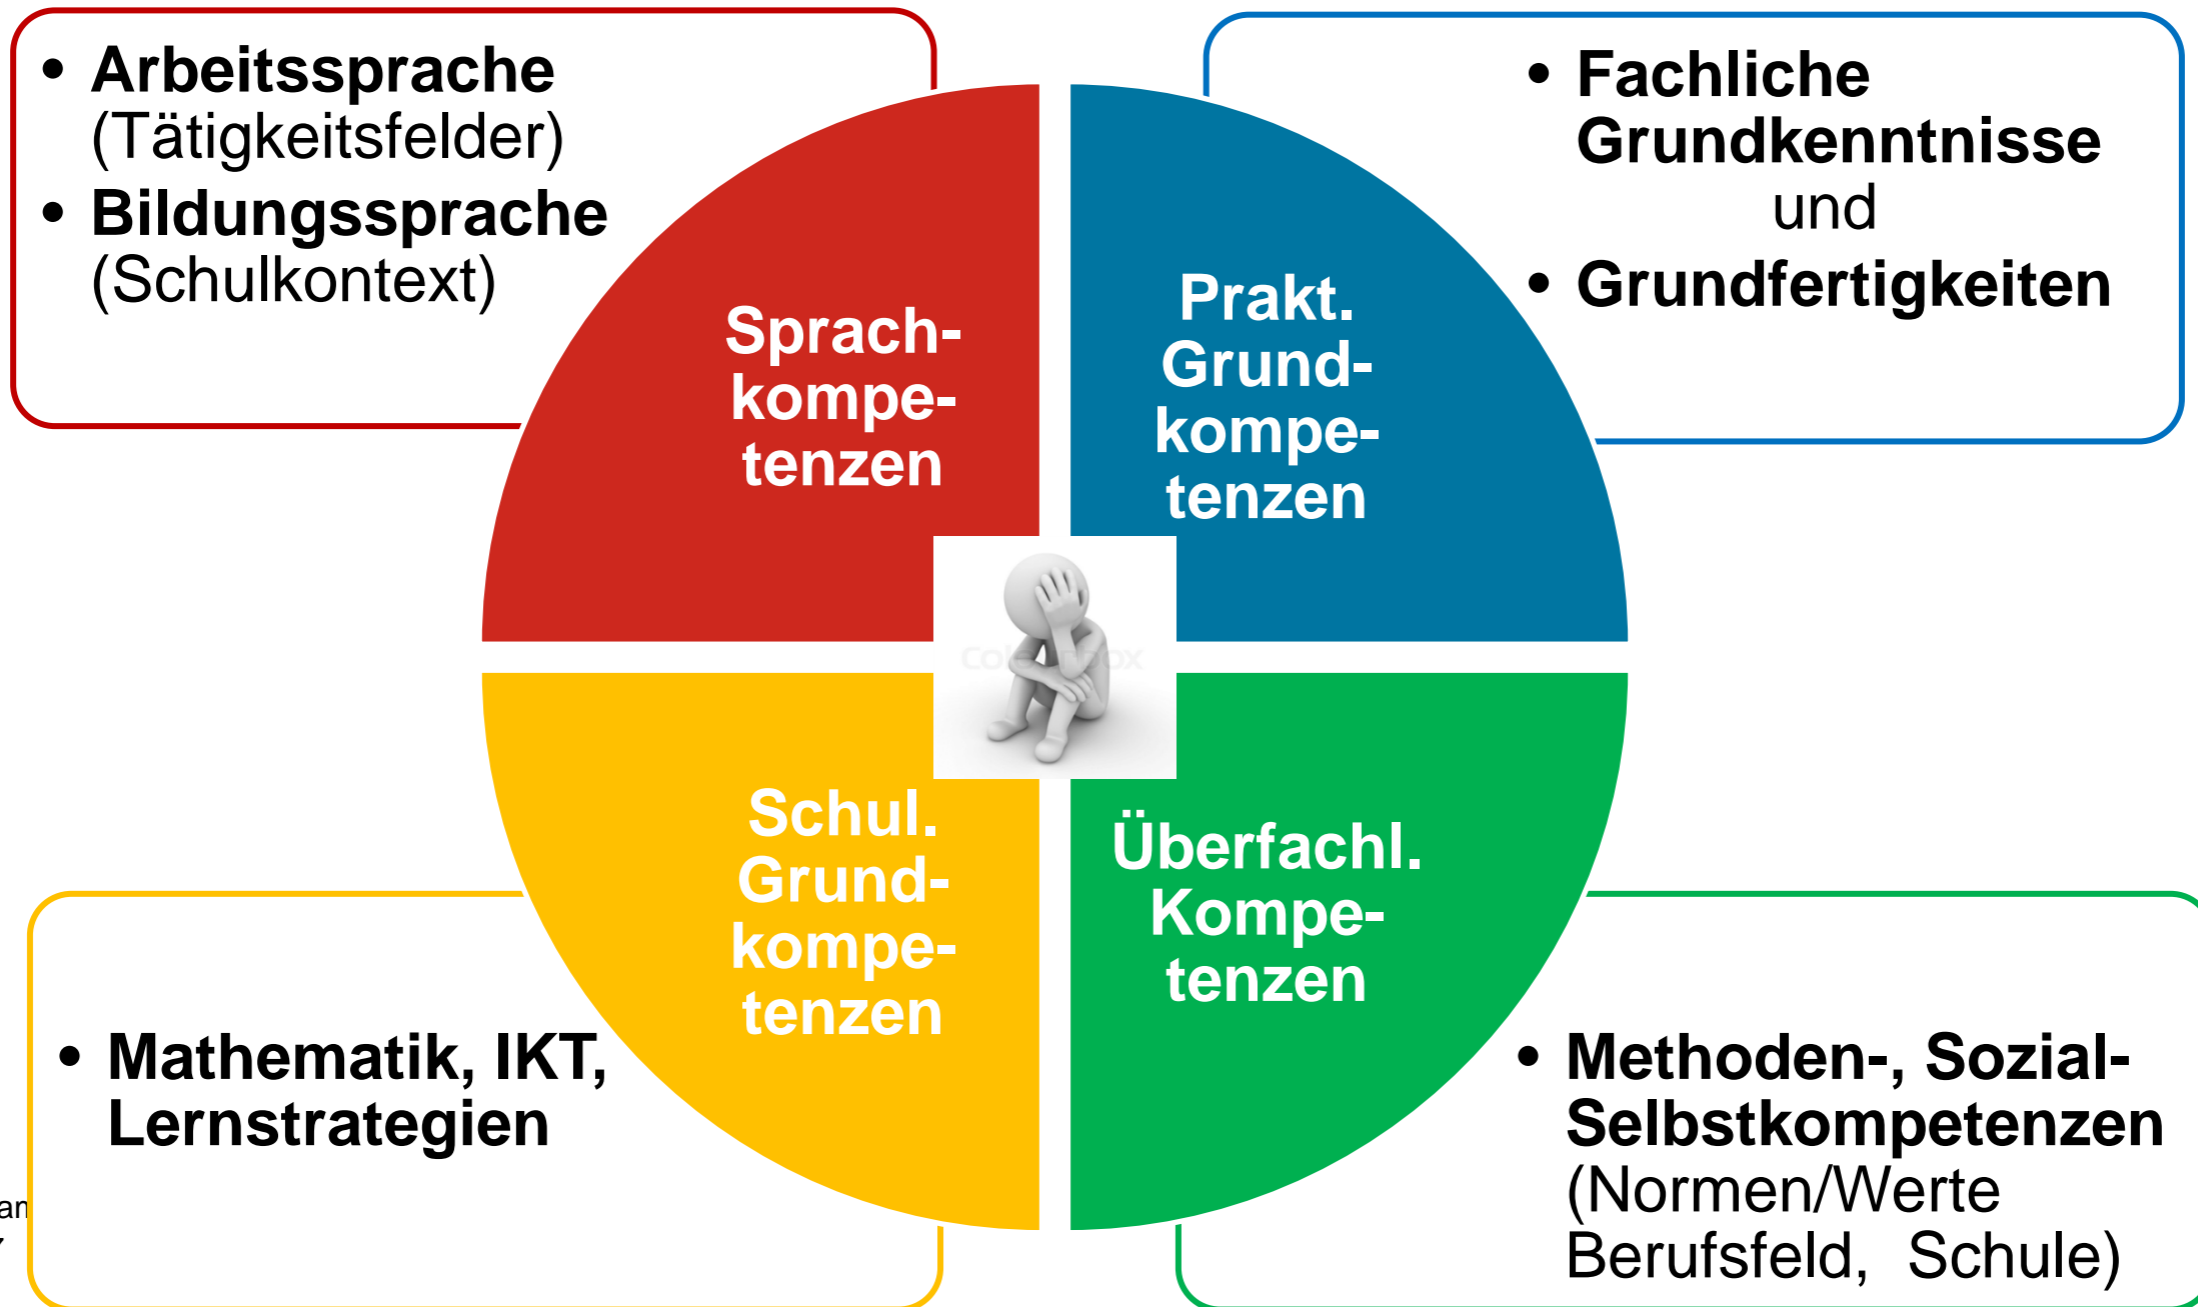 • Arbeitssprache
(Tätigkeitsfelder)
• Bildungssprache
(Schulkontext)
• Fachliche
Grundkenntnisse
und
• Grundfertigkeiten
Sprach-
kompe-
tenzen
Prakt.
Grund-
kompe-
tenzen
Schul.
Grund-
kompe-
tenzen
Überfachl.
Kompe-
tenzen
• Mathematik, IKT,
Lernstrategien
• Methoden-, Sozial-
Selbstkompetenzen
(Normen/Werte
Berufsfeld, Schule)